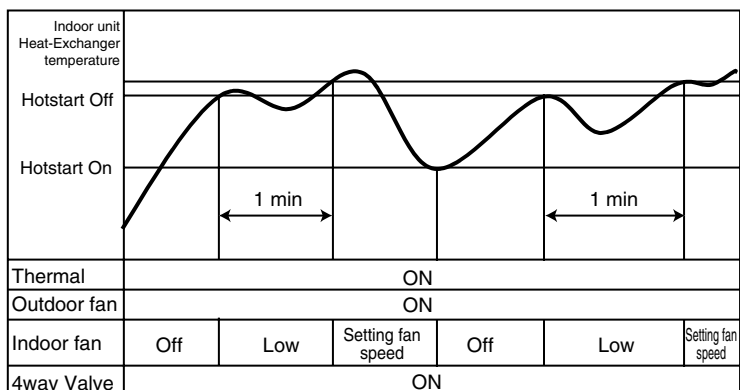 Indoor unit
Heat-Exchanger
temperature
Hotstart Off
Hotstart On
1 min
1 min
Thermal ON
Outdoor fan ON
Indoor fan Off Low Setting fan speed Off Low Setting fan speed
4way Valve ON